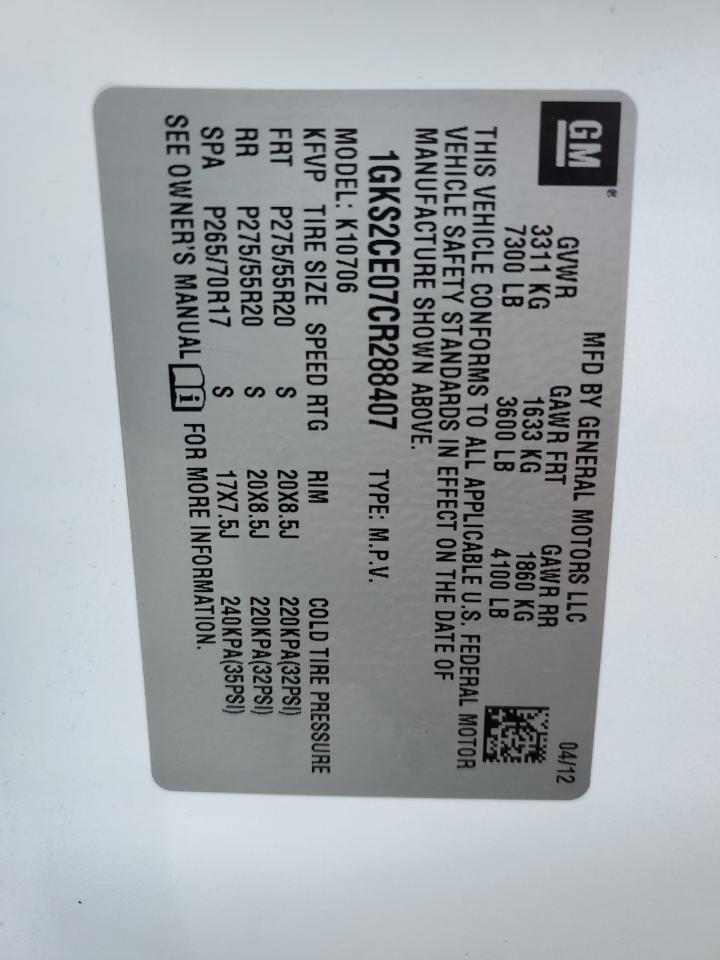 GM®
MFD BY GENERAL MOTORS LLC 04/12
GVWR GAWR FRT GAWR RR
3311 KG 1633 KG 1860 KG
7300 LB 3600 LB 4100 LB
THIS VEHICLE CONFORMS TO ALL APPLICABLE U.S. FEDERAL MOTOR
VEHICLE SAFETY STANDARDS IN EFFECT ON THE DATE OF
MANUFACTURE SHOWN ABOVE.
1GKS2CE07CR288407 TYPE: M.P.V.
MODEL: K10706
KFVP TIRE SIZE SPEED RTG RIM COLD TIRE PRESSURE
FRT P275/55R20 S 20X8.5J 220KPA(32PSI)
RR P275/55R20 S 20X8.5J 220KPA(32PSI)
SPA P265/70R17 S 17X7.5J 240KPA(35PSI)
SEE OWNER'S MANUAL i FOR MORE INFORMATION.